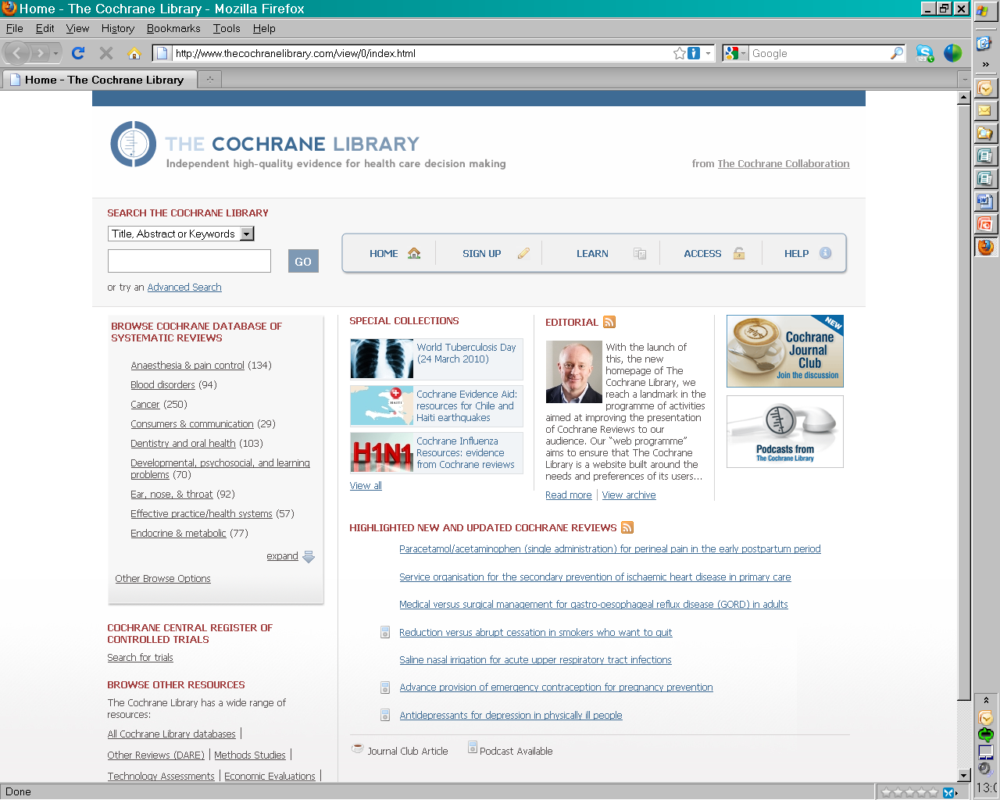 Home - The Cochrane Library - Mozilla Firefox
File Edit View History Bookmarks Tools Help
http://www.thecochranelibrary.com/view/0/index.html
Google
Home - The Cochrane Library
THE COCHRANE LIBRARY
Independent high-quality evidence for health care decision making
from The Cochrane Collaboration
SEARCH THE COCHRANE LIBRARY
Title, Abstract or Keywords
GO
or try an Advanced Search
HOME SIGN UP LEARN ACCESS HELP
BROWSE COCHRANE DATABASE OF
SYSTEMATIC REVIEWS
Anaesthesia & pain control (134)
Blood disorders (94)
Cancer (250)
Consumers & communication (29)
Dentistry and oral health (103)
Developmental, psychosocial, and learning
problems (70)
Ear, nose, & throat (92)
Effective practice/health systems (57)
Endocrine & metabolic (77)
expand
Other Browse Options
COCHRANE CENTRAL REGISTER OF
CONTROLLED TRIALS
Search for trials
BROWSE OTHER RESOURCES
The Cochrane Library has a wide range of
resources:
All Cochrane Library databases |
Other Reviews (DARE) | Methods Studies |
Technology Assessments | Economic Evaluations |
SPECIAL COLLECTIONS
World Tuberculosis Day
(24 March 2010)
HAITI
Cochrane Evidence Aid:
resources for Chile and
Haiti earthquakes
H1N1
Cochrane Influenza
Resources: evidence
from Cochrane reviews
View all
EDITORIAL
With the launch of
this, the new
homepage of The
Cochrane Library, we
reach a landmark in the
programme of activities
aimed at improving the presentation
of Cochrane Reviews to our
audience. Our “web programme”
aims to ensure that The Cochrane
Library is a website built around the
needs and preferences of its users...
Read more | View archive
NEW
Cochrane
Journal
Club
Join the discussion
Podcasts from
The Cochrane Library
HIGHLIGHTED NEW AND UPDATED COCHRANE REVIEWS
Paracetamol/acetaminophen (single administration) for perineal pain in the early postpartum period
Service organisation for the secondary prevention of ischaemic heart disease in primary care
Medical versus surgical management for gastro-oesophageal reflux disease (GORD) in adults
Reduction versus abrupt cessation in smokers who want to quit
Saline nasal irrigation for acute upper respiratory tract infections
Advance provision of emergency contraception for pregnancy prevention
Antidepressants for depression in physically ill people
Journal Club Article Podcast Available
Done